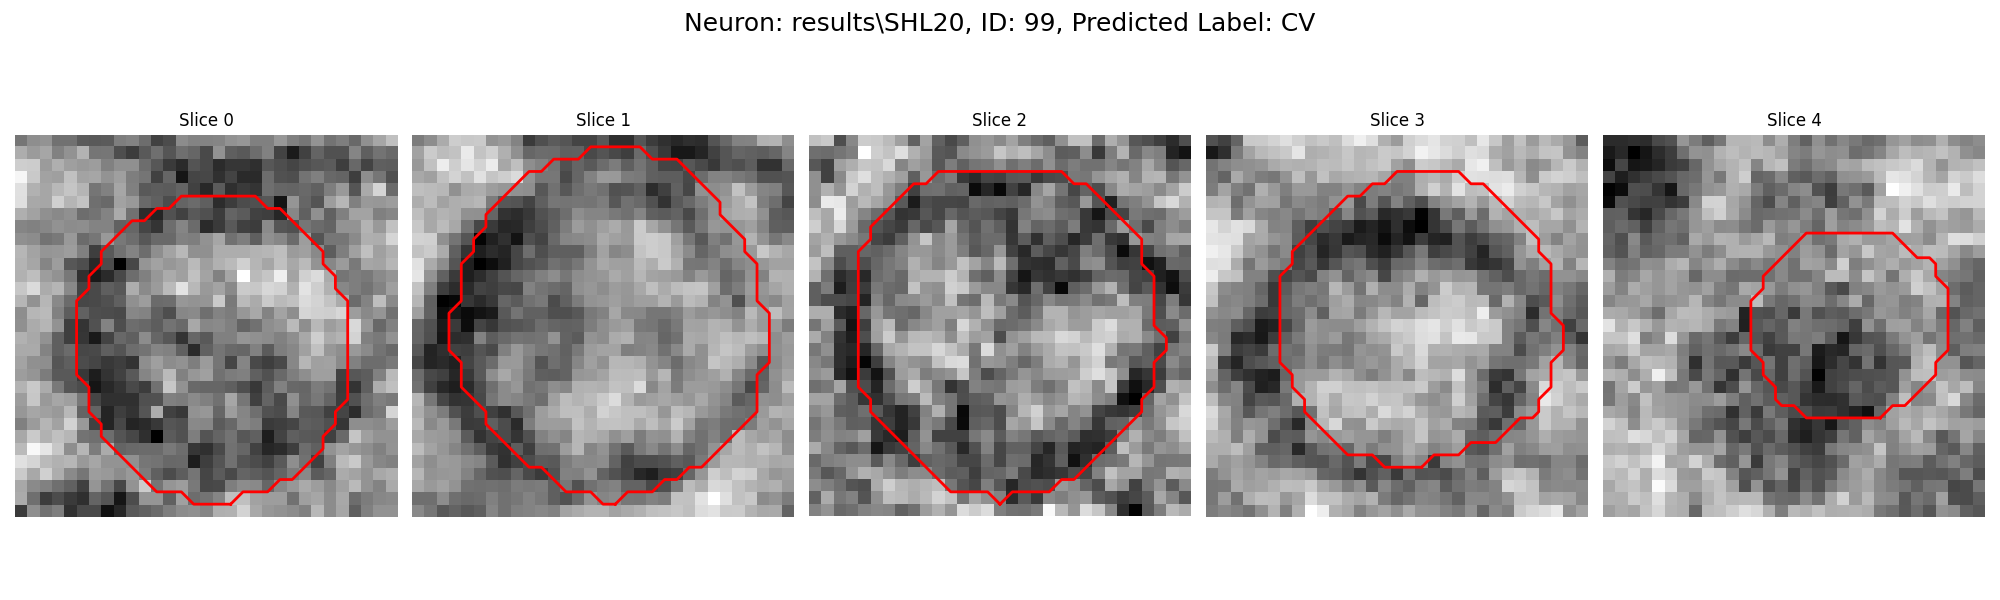 Neuron: results\SHL20, ID: 99, Predicted Label: CV
Slice 0
Slice 1
Slice 2
Slice 3
Slice 4